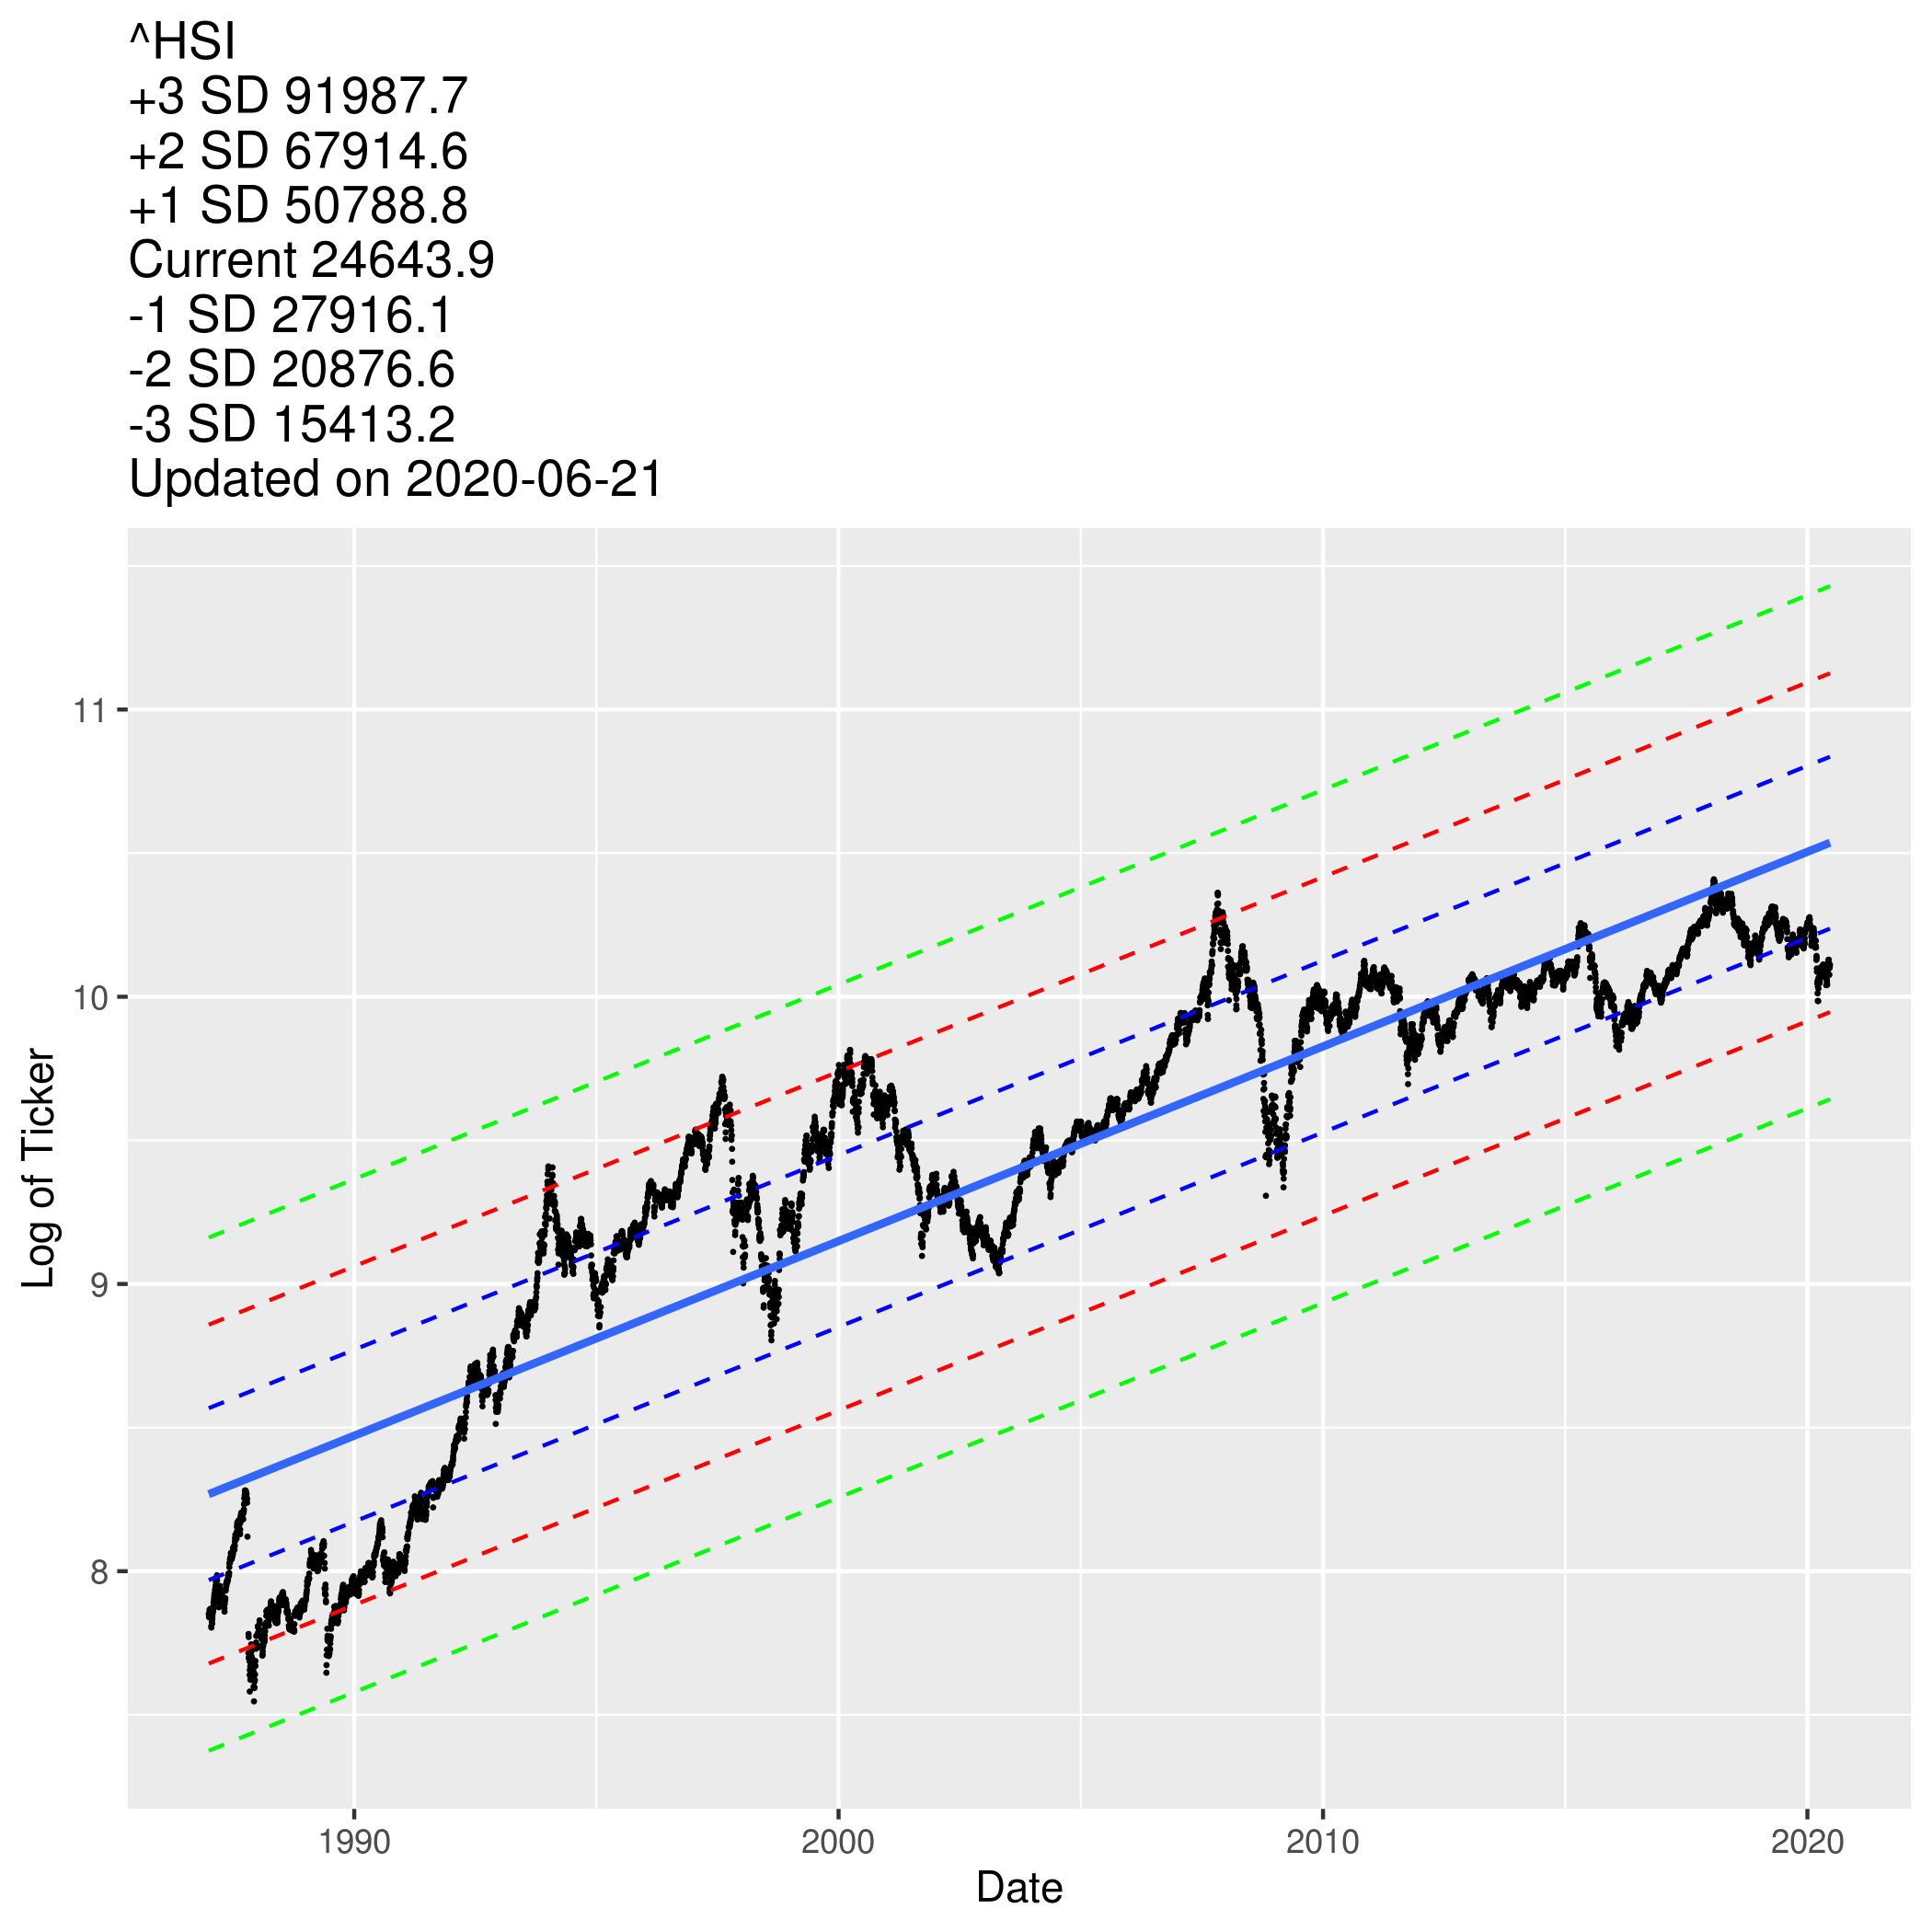 ^HSI
+3 SD 91987.7
+2 SD 67914.6
+1 SD 50788.8
Current 24643.9
-1 SD 27916.1
-2 SD 20876.6
-3 SD 15413.2
Updated on 2020-06-21
Log of Ticker
11
10
9
8
1990 2000 2010 2020
Date